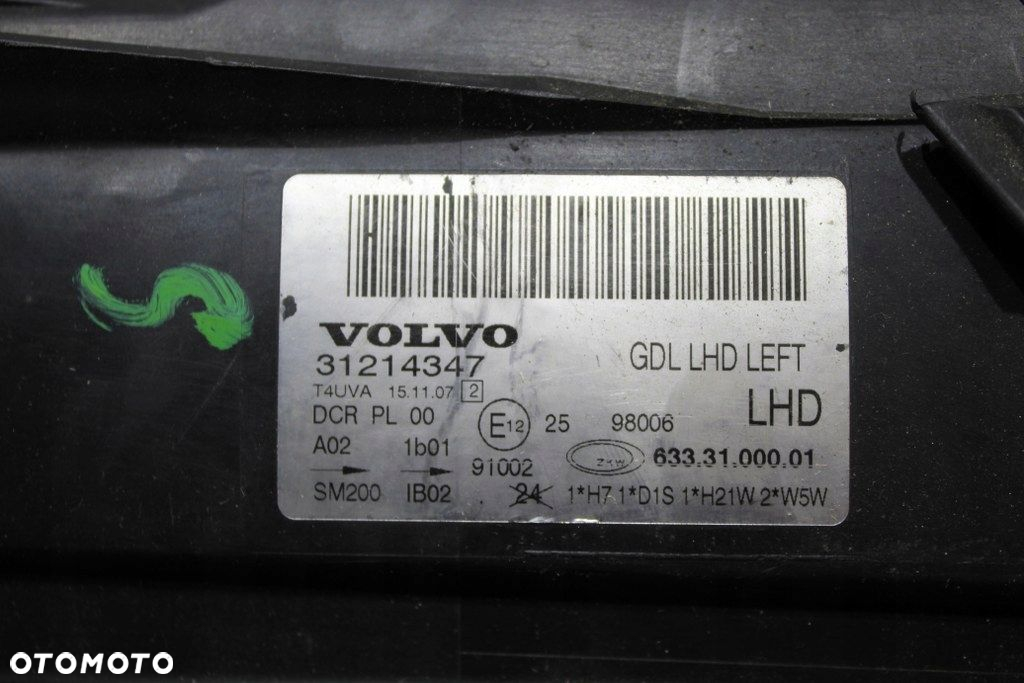 VOLVO
31214347
GDL LHD LEFT
T4UVA 15.11.07 2
LHD
DCR PL 00
E12
25
98006
A02 1b01
91002
ZKW
633.31.000.01
SM200 IB02
24
1*H7 1*D1S 1*H21W 2*W5W
OTOMOTO